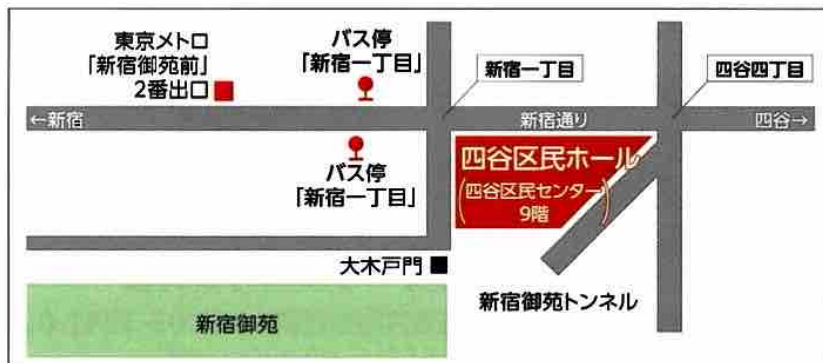 東京メトロ
「新宿御苑前」
2番出口
バス停
「新宿一丁目」
新宿一丁目
四谷四丁目
←新宿
新宿通り
四谷→
バス停
「新宿一丁目」
四谷区民ホール
(四谷区民センター)
9階
大木戸門
新宿御苑トンネル
新宿御苑